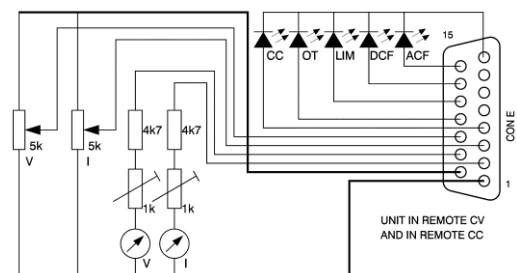 15
CC OT LIM DCF ACF
CON E
4k7 4k7
5k 5k
V I
1k 1k
1
V I
UNIT IN REMOTE CV
AND IN REMOTE CC